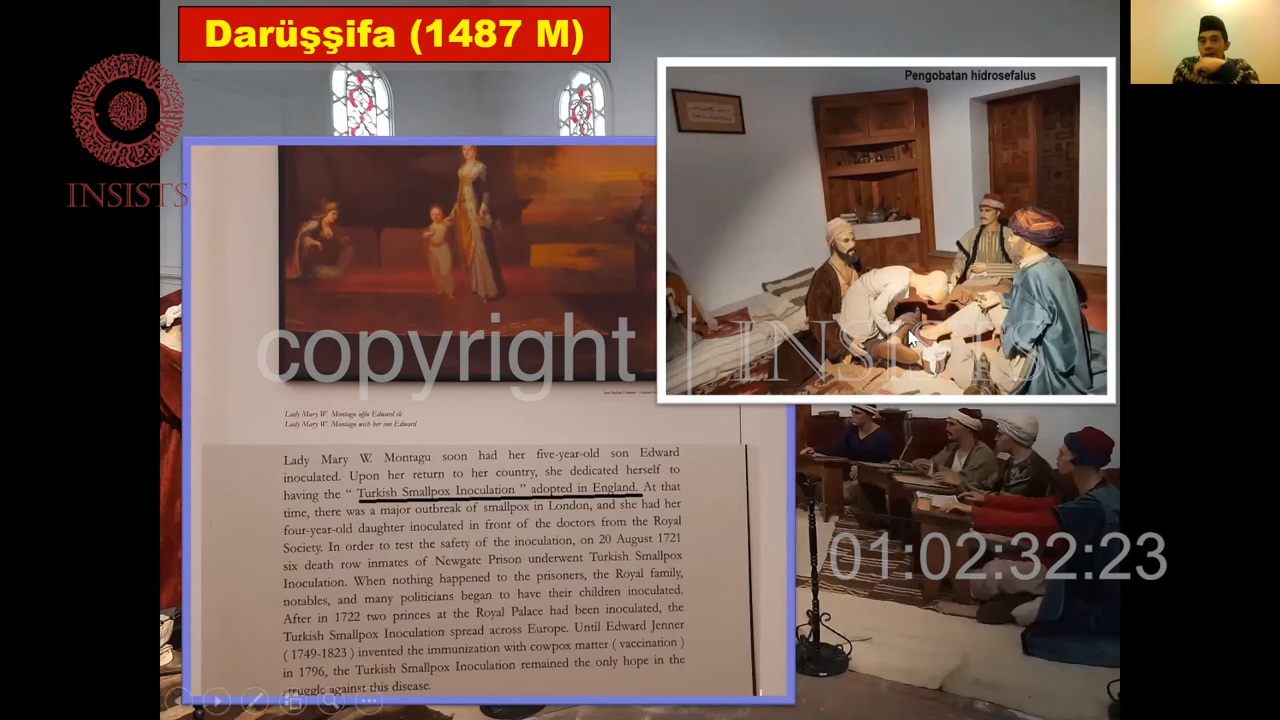 Darüşşifa (1487 M)
INSISTS
Pengobatan hidrosefalus
copyright | INSISTS
Lady Mary W. Montagu oğlu Edward ile
Lady Mary W. Montagu with her son Edward
Lady Mary W. Montagu soon had her five-year-old son Edward
inoculated. Upon her return to her country, she dedicated herself to
having the “ Turkish Smallpox Inoculation ” adopted in England. At that
time, there was a major outbreak of smallpox in London, and she had her
four-year-old daughter inoculated in front of the doctors from the Royal
Society. In order to test the safety of the inoculation, on 20 August 1721
six death row inmates of Newgate Prison underwent Turkish Smallpox
Inoculation. When nothing happened to the prisoners, the Royal family,
notables, and many politicians began to have their children inoculated.
After in 1722 two princes at the Royal Palace had been inoculated, the
Turkish Smallpox Inoculation spread across Europe. Until Edward Jenner
( 1749-1823 ) invented the immunization with cowpox matter ( vaccination )
in 1796, the Turkish Smallpox Inoculation remained the only hope in the
struggle against this disease.
01:02:32:23